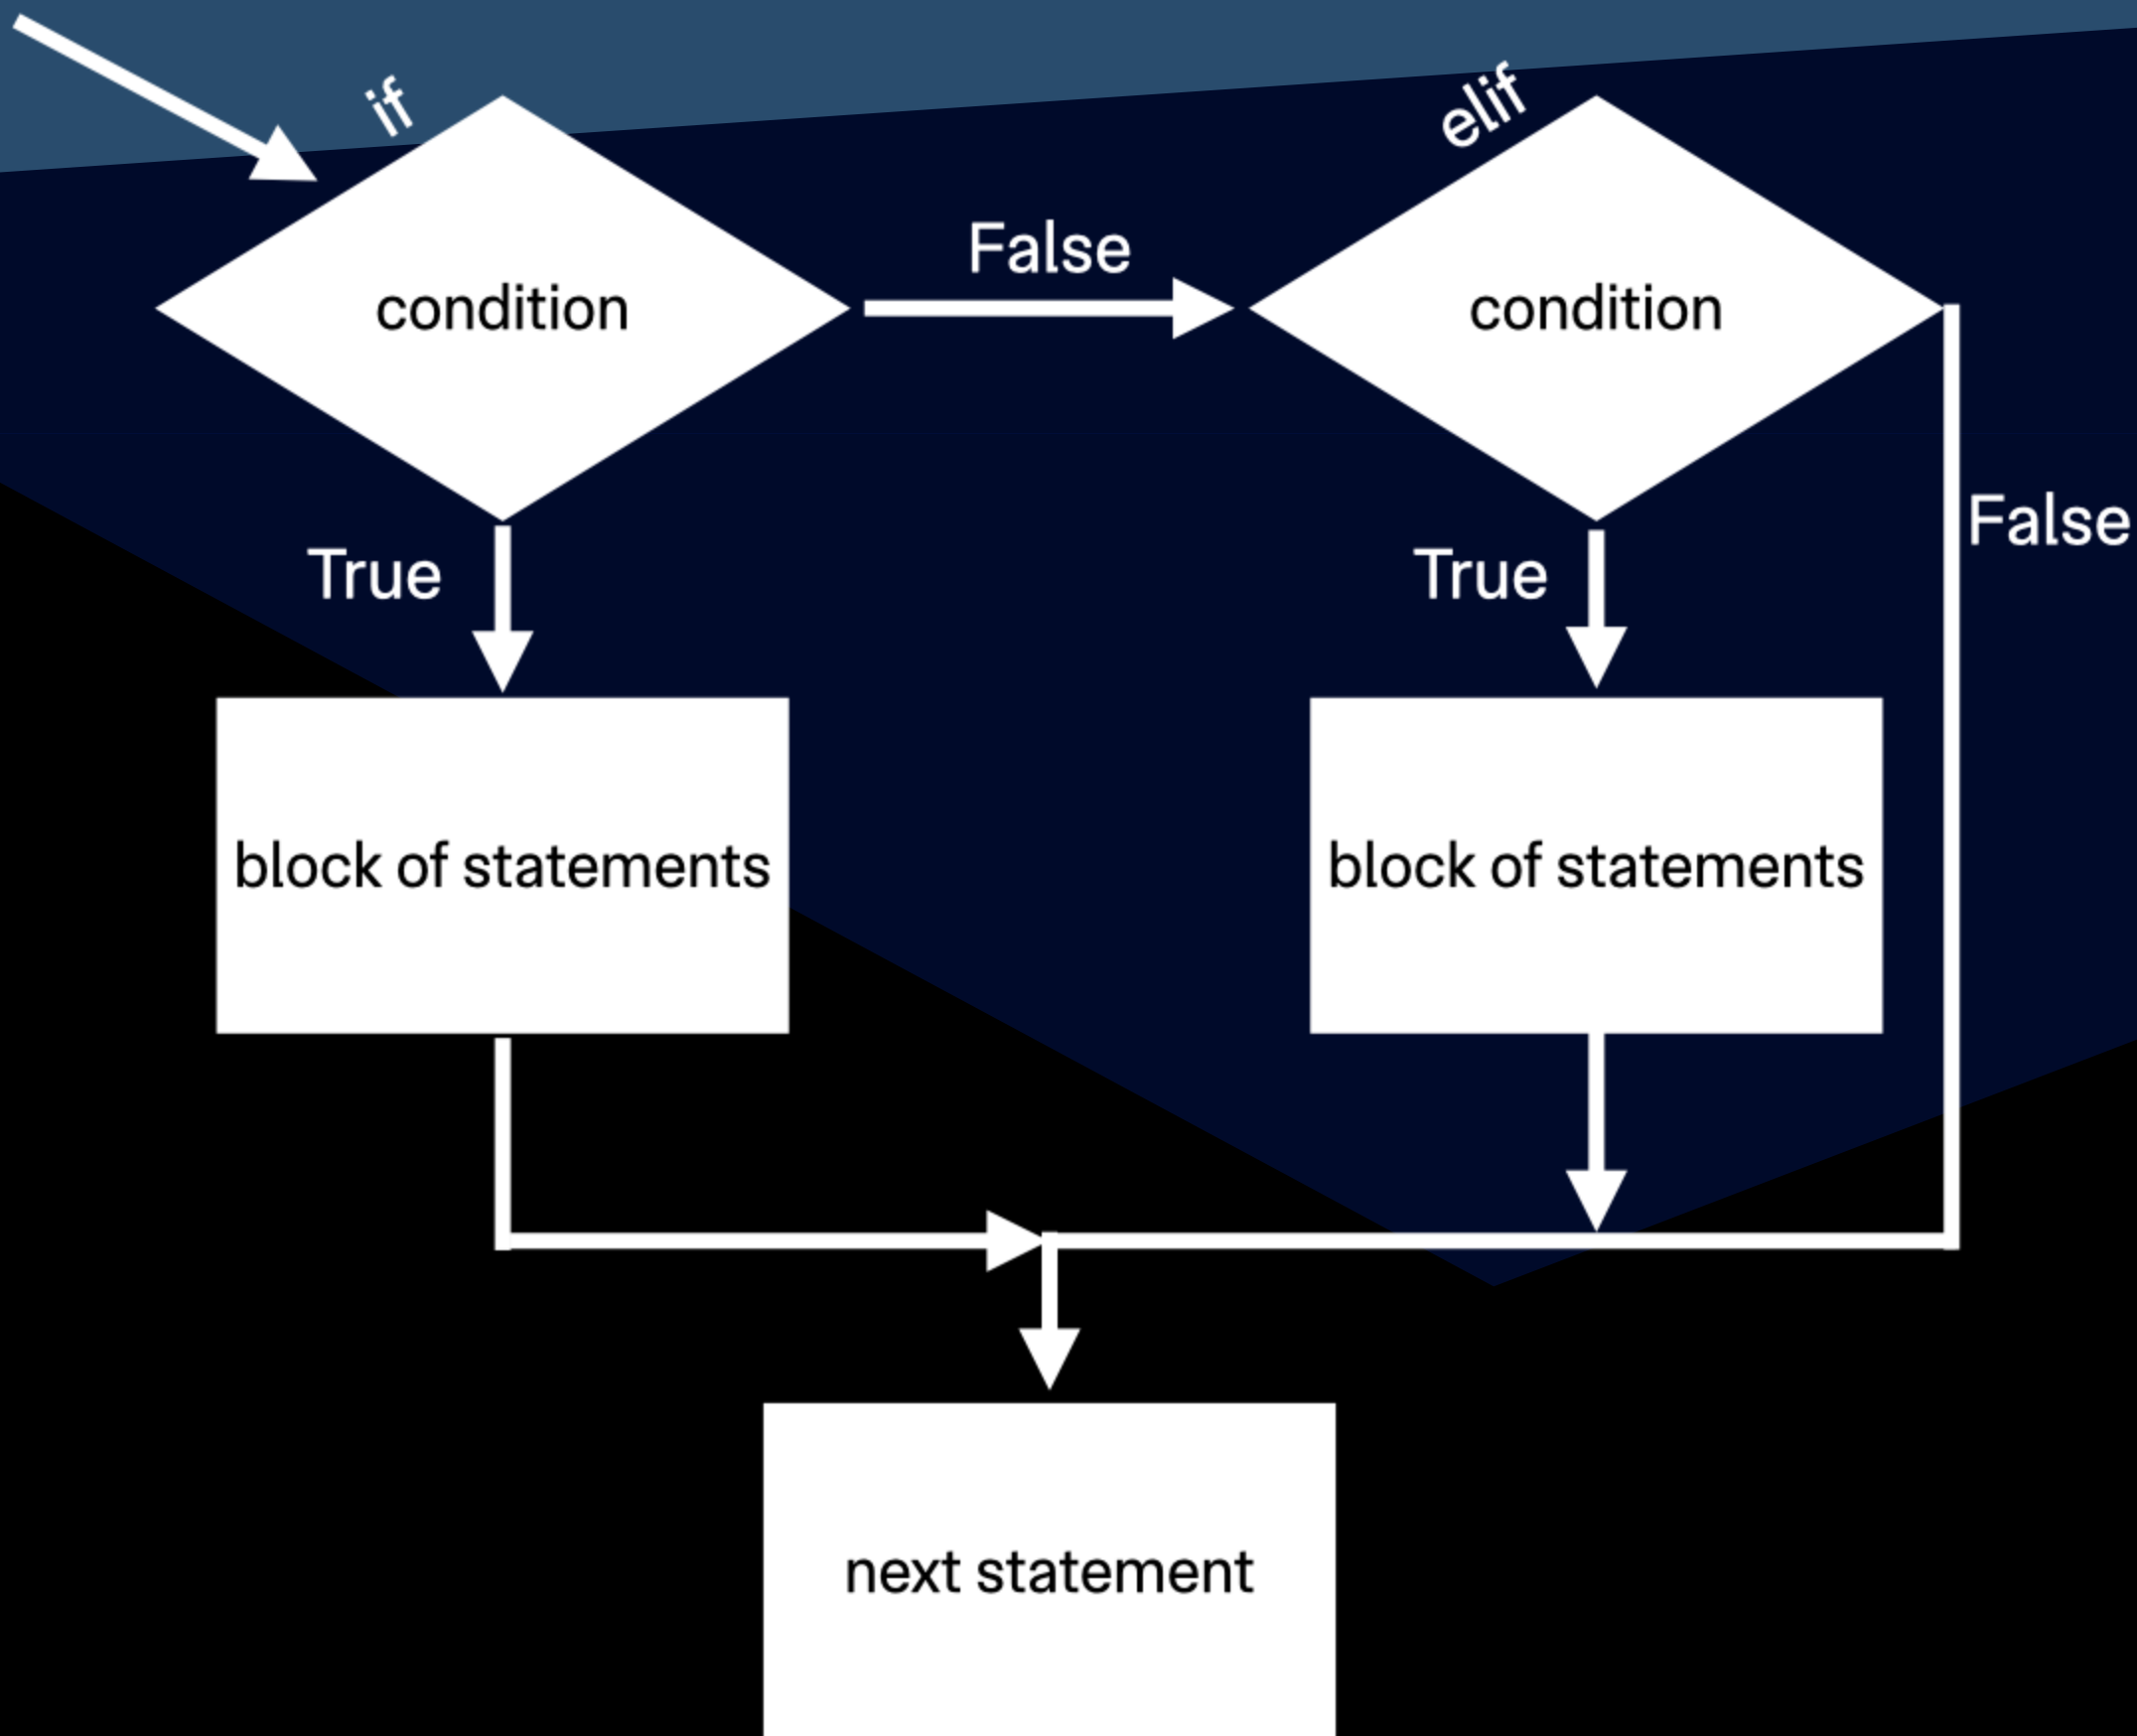 if
elif
False
condition
condition
False
True
True
block of statements
block of statements
next statement